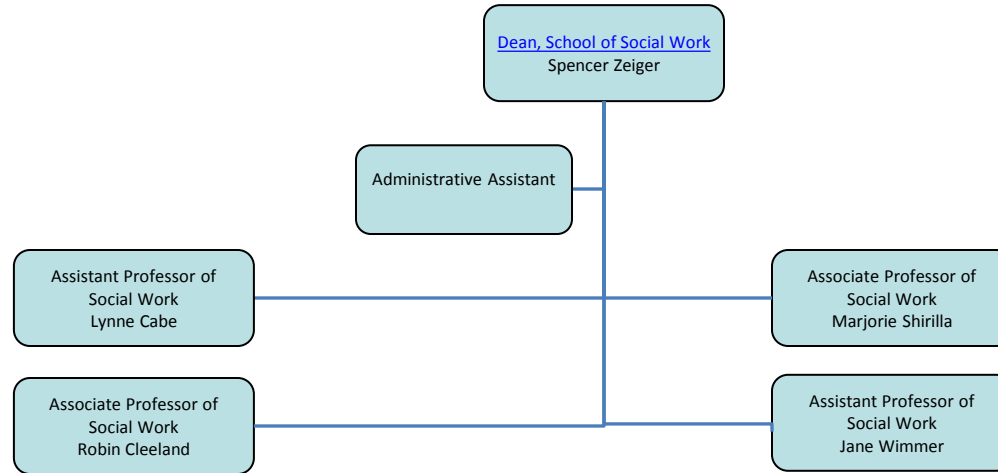 Dean, School of Social Work
Spencer Zeiger
Administrative Assistant
Assistant Professor of
Social Work
Lynne Cabe
Associate Professor of
Social Work
Marjorie Shirilla
Associate Professor of
Social Work
Robin Cleeland
Assistant Professor of
Social Work
Jane Wimmer